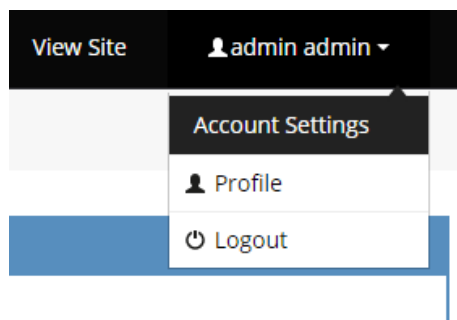 View Site
admin admin
Account Settings
Profile
Logout